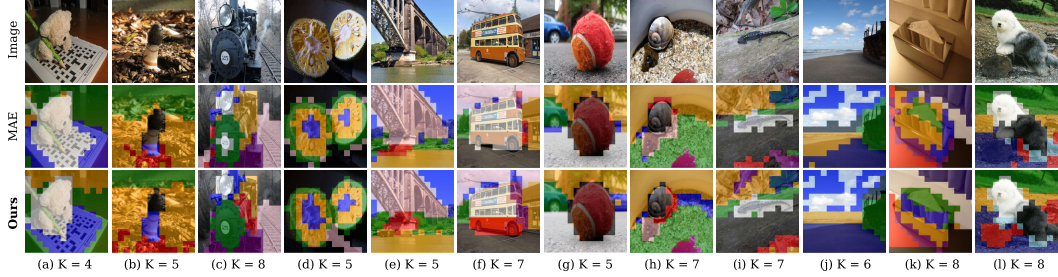 Image
MAE
Ours
(a) K = 4
(b) K = 5
(c) K = 8
(d) K = 5
(e) K = 5
(f) K = 7
(g) K = 5
(h) K = 7
(i) K = 7
(j) K = 6
(k) K = 8
(l) K = 8